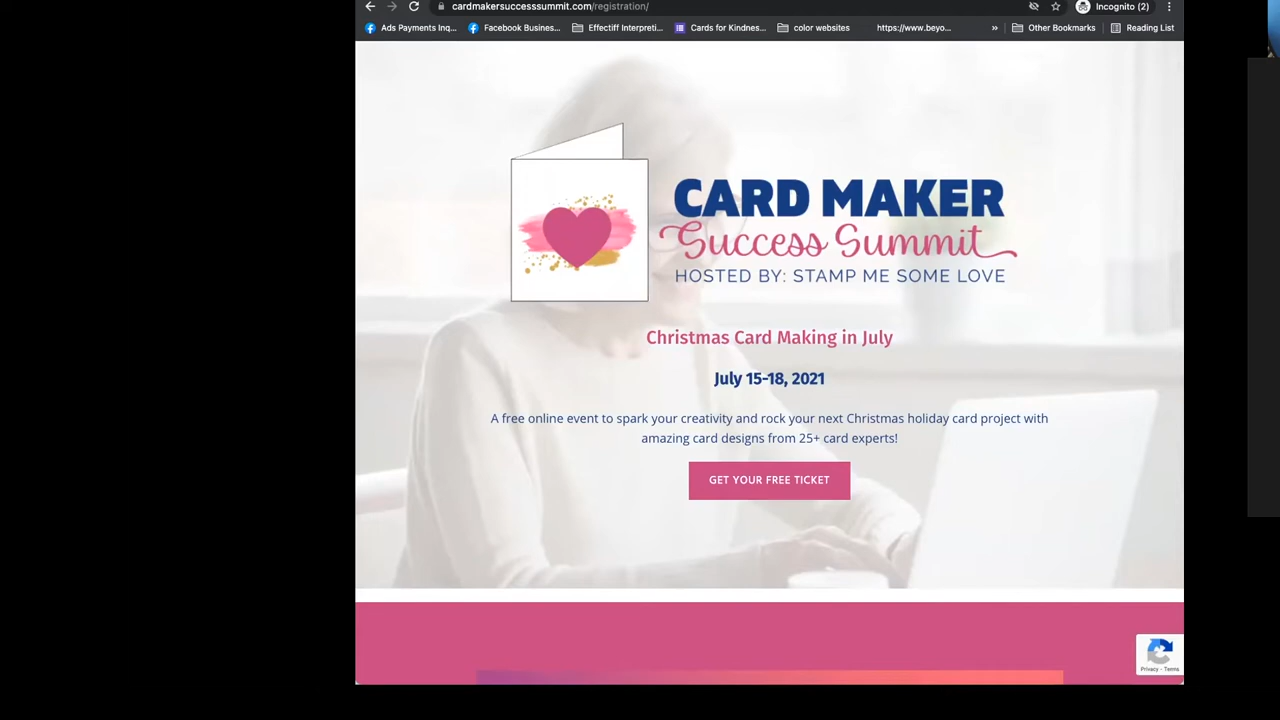 cardmakersuccesssummit.com/registration/
Incognito (2)
Ads Payments Inq...
Facebook Busines...
Effectiff Interpreti...
Cards for Kindnes...
color websites
https://www.beyo...
»
Other Bookmarks
Reading List
CARD MAKER
Success Summit
HOSTED BY: STAMP ME SOME LOVE
Christmas Card Making in July
July 15-18, 2021
A free online event to spark your creativity and rock your next Christmas holiday card project with
amazing card designs from 25+ card experts!
GET YOUR FREE TICKET
Privacy - Terms